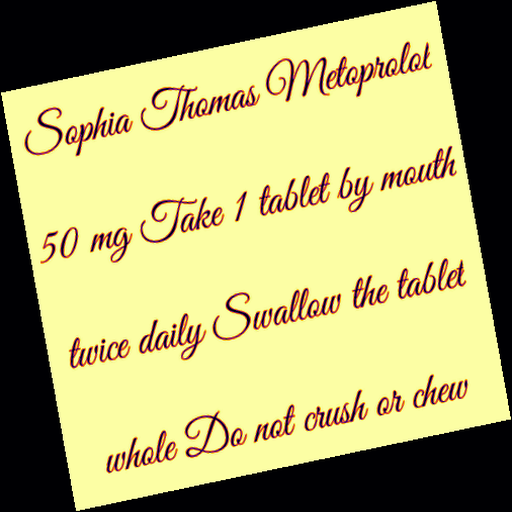 Sophia Thomas Metoprolol
50 mg Take 1 tablet by mouth
twice daily Swallow the tablet
whole Do not crush or chew